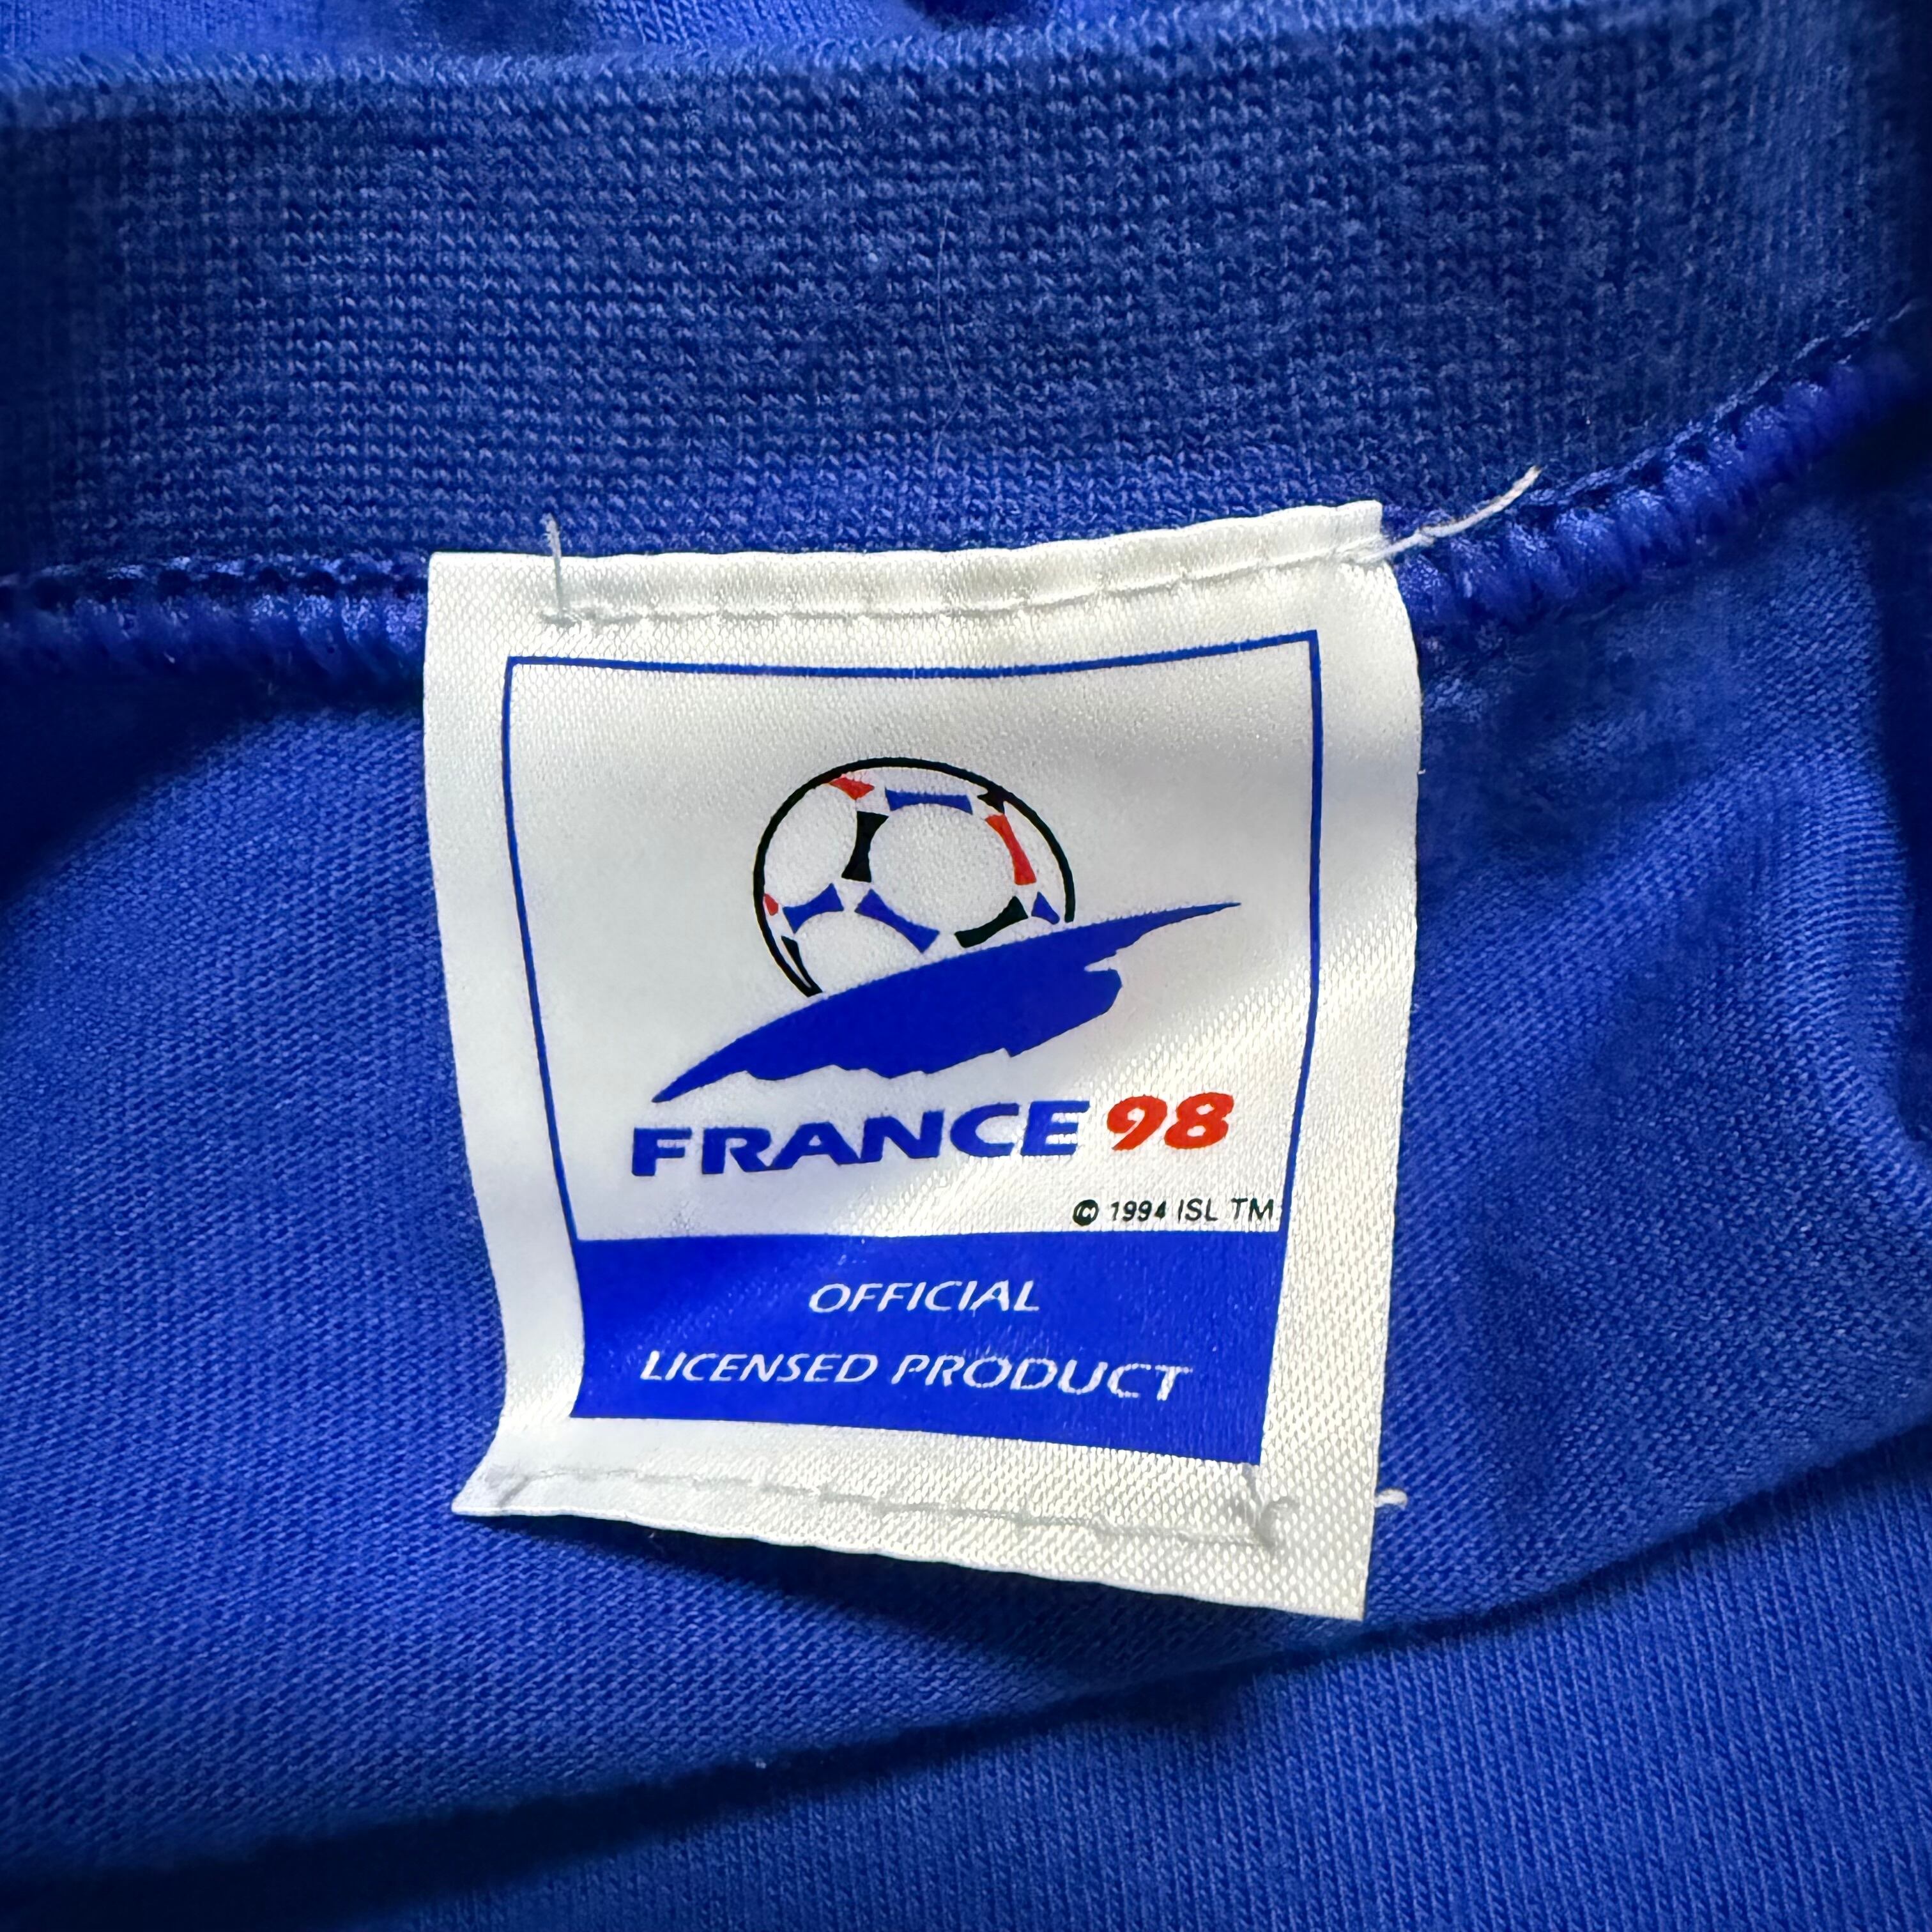 FRANCE 98
© 1994 ISL TM
OFFICIAL
LICENSED PRODUCT